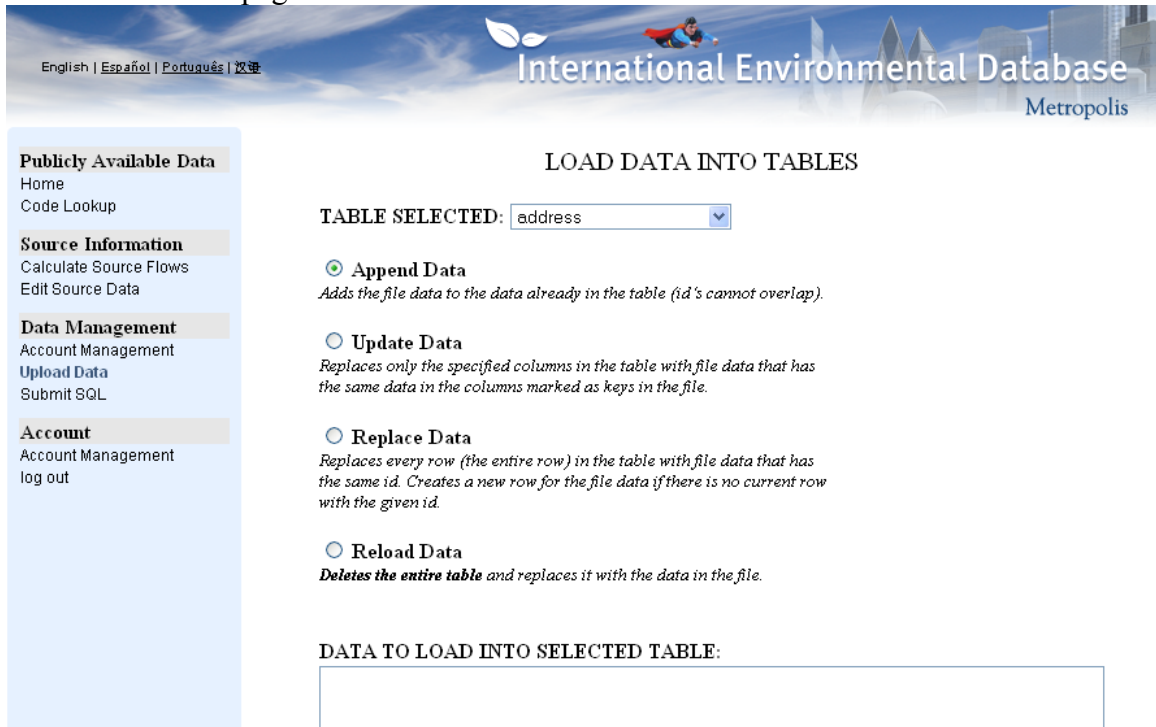 page
English | Español | Português | 汉语
International Environmental Database
Metropolis
Publicly Available Data
Home
Code Lookup
Source Information
Calculate Source Flows
Edit Source Data
Data Management
Account Management
Upload Data
Submit SQL
Account
Account Management
log out
LOAD DATA INTO TABLES
TABLE SELECTED: address
Append Data
Adds the file data to the data already in the table (id's cannot overlap).
Update Data
Replaces only the specified columns in the table with file data that has
the same data in the columns marked as keys in the file.
Replace Data
Replaces every row (the entire row) in the table with file data that has
the same id. Creates a new row for the file data if there is no current row
with the given id.
Reload Data
Deletes the entire table and replaces it with the data in the file.
DATA TO LOAD INTO SELECTED TABLE: